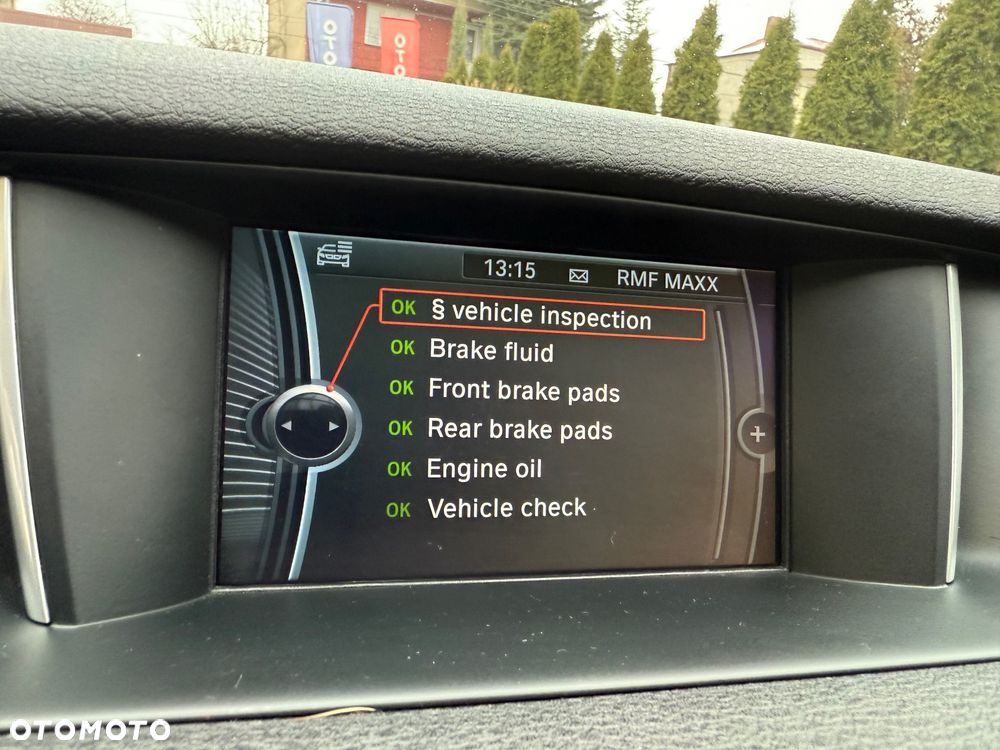 OTO
OTO
13:15
RMF MAXX
OK § vehicle inspection
OK Brake fluid
OK Front brake pads
OK Rear brake pads
OK Engine oil
OK Vehicle check
+
OTOMOTO